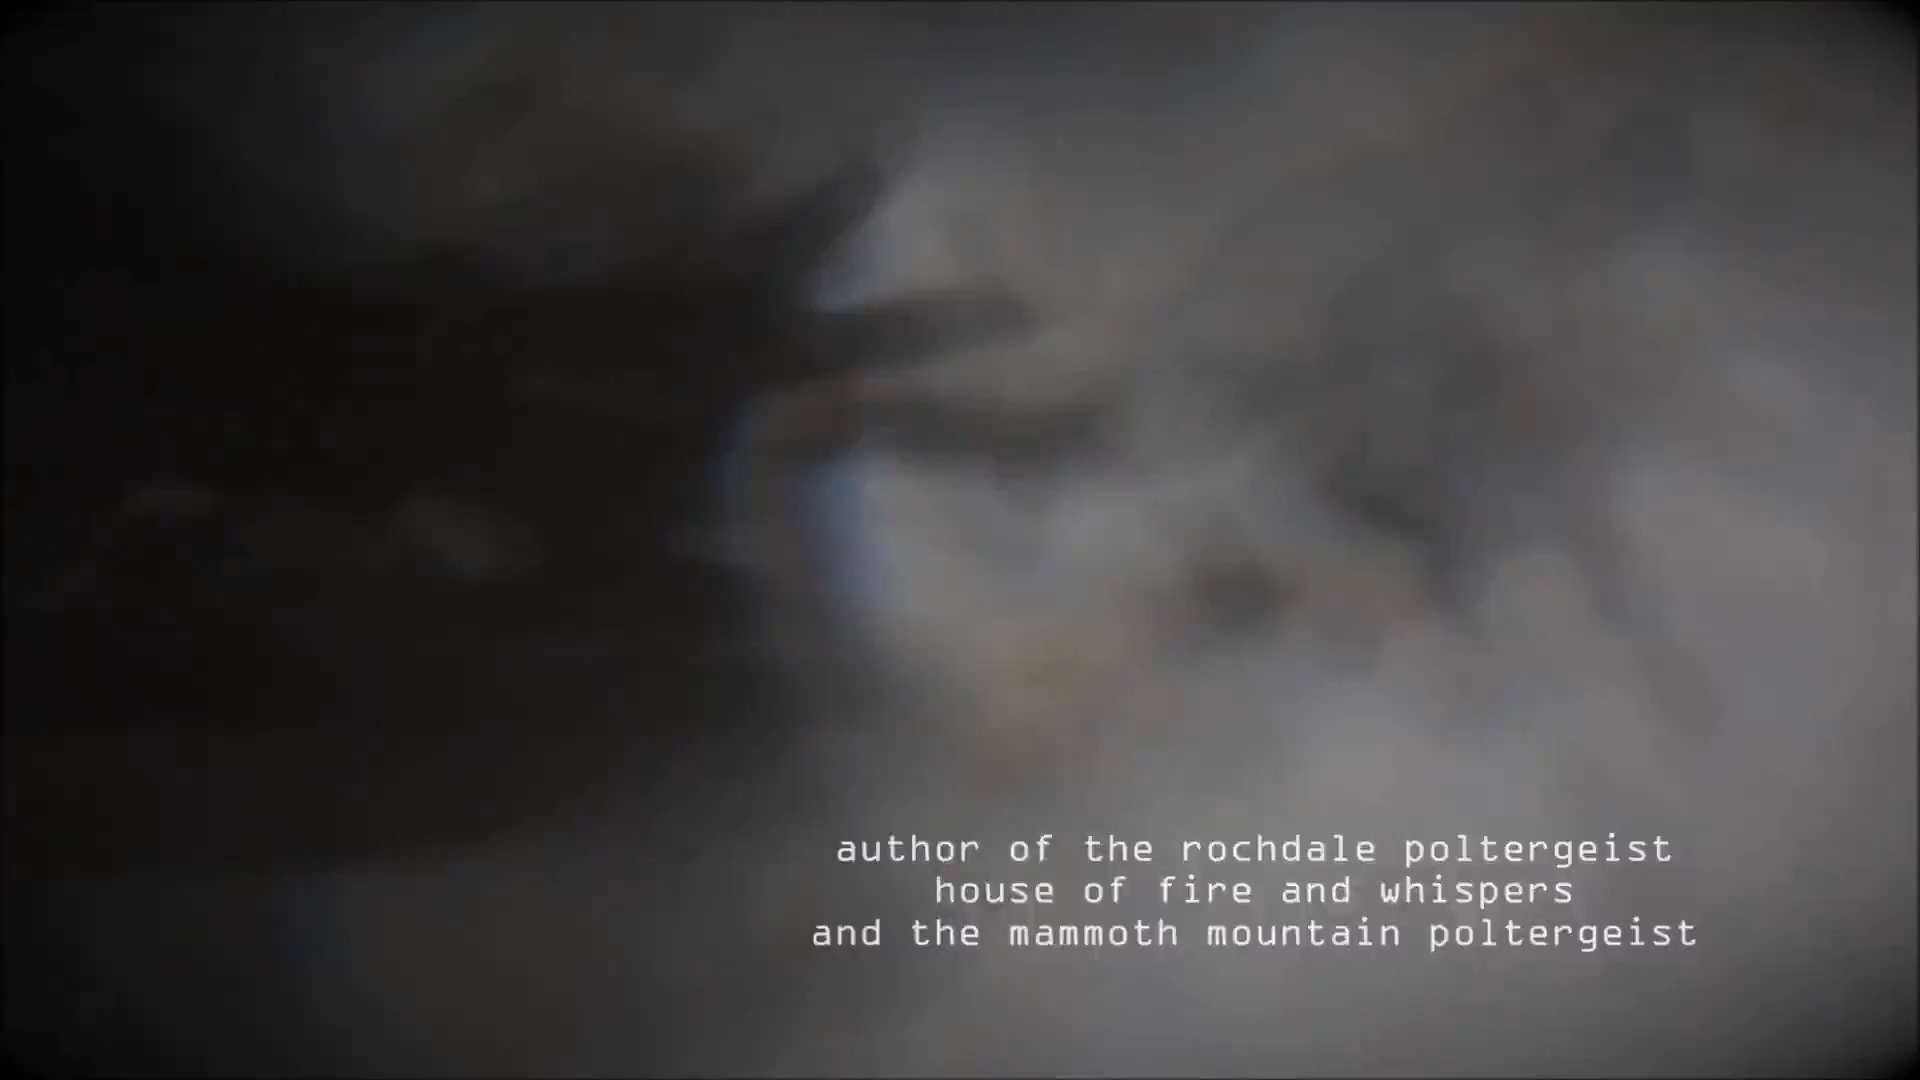 author of the rochdale poltergeist
house of fire and whispers
and the mammoth mountain poltergeist